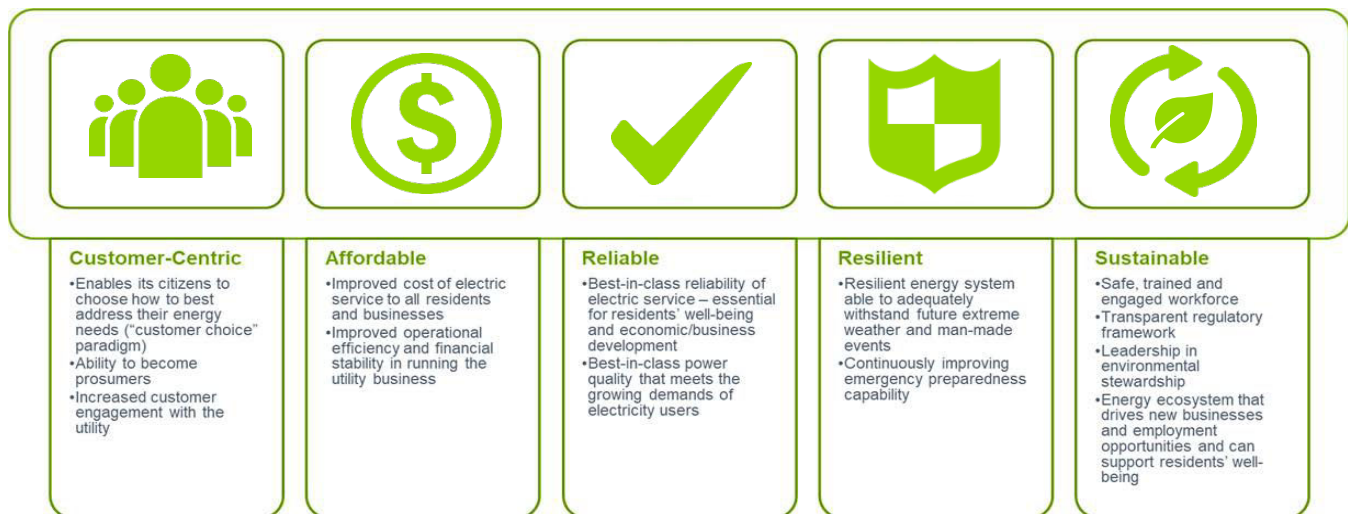 $
Customer-Centric
•Enables its citizens to
choose how to best
address their energy
needs (“customer choice”
paradigm)
•Ability to become
prosumers
•Increased customer
engagement with the
utility
Affordable
•Improved cost of electric
service to all residents
and businesses
•Improved operational
efficiency and financial
stability in running the
utility business
Reliable
•Best-in-class reliability of
electric service – essential
for residents’ well-being
and economic/business
development
•Best-in-class power
quality that meets the
growing demands of
electricity users
Resilient
•Resilient energy system
able to adequately
withstand future extreme
weather and man-made
events
•Continuously improving
emergency preparedness
capability
Sustainable
•Safe, trained and
engaged workforce
•Transparent regulatory
framework
•Leadership in
environmental
stewardship
•Energy ecosystem that
drives new businesses
and employment
opportunities and can
support residents’ well-
being